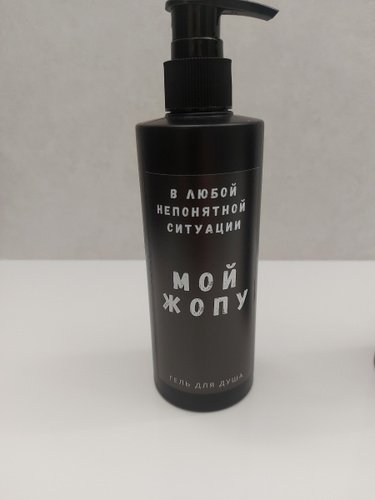 В ЛЮБОЙ
НЕПОНЯТНОЙ
СИТУАЦИИ
МОЙ
ЖОПУ
ГЕЛЬ ДЛЯ ДУША